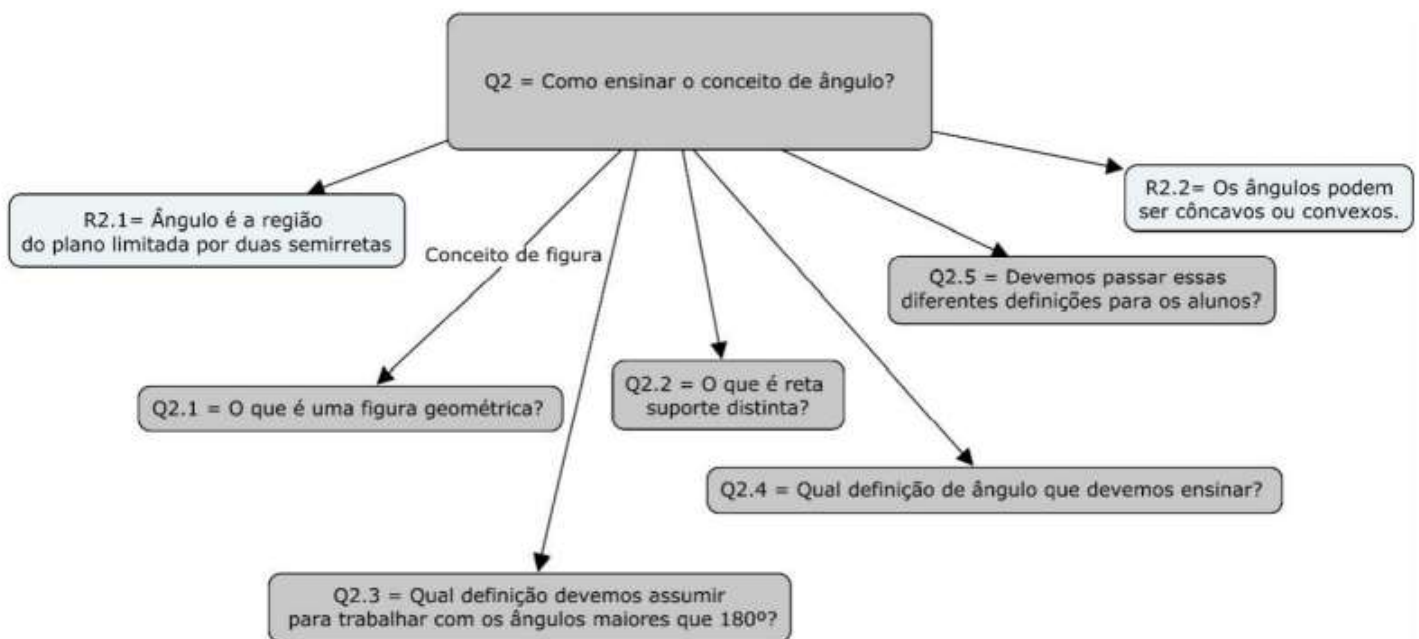 Q2 = Como ensinar o conceito de ângulo?
R2.1= Ângulo é a região
do plano limitada por duas semirretas
R2.2= Os ângulos podem
ser côncavos ou convexos.
Conceito de figura
Q2.5 = Devemos passar essas
diferentes definições para os alunos?
Q2.1 = O que é uma figura geométrica?
Q2.2 = O que é reta
suporte distinta?
Q2.4 = Qual definição de ângulo que devemos ensinar?
Q2.3 = Qual definição devemos assumir
para trabalhar com os ângulos maiores que 180º?